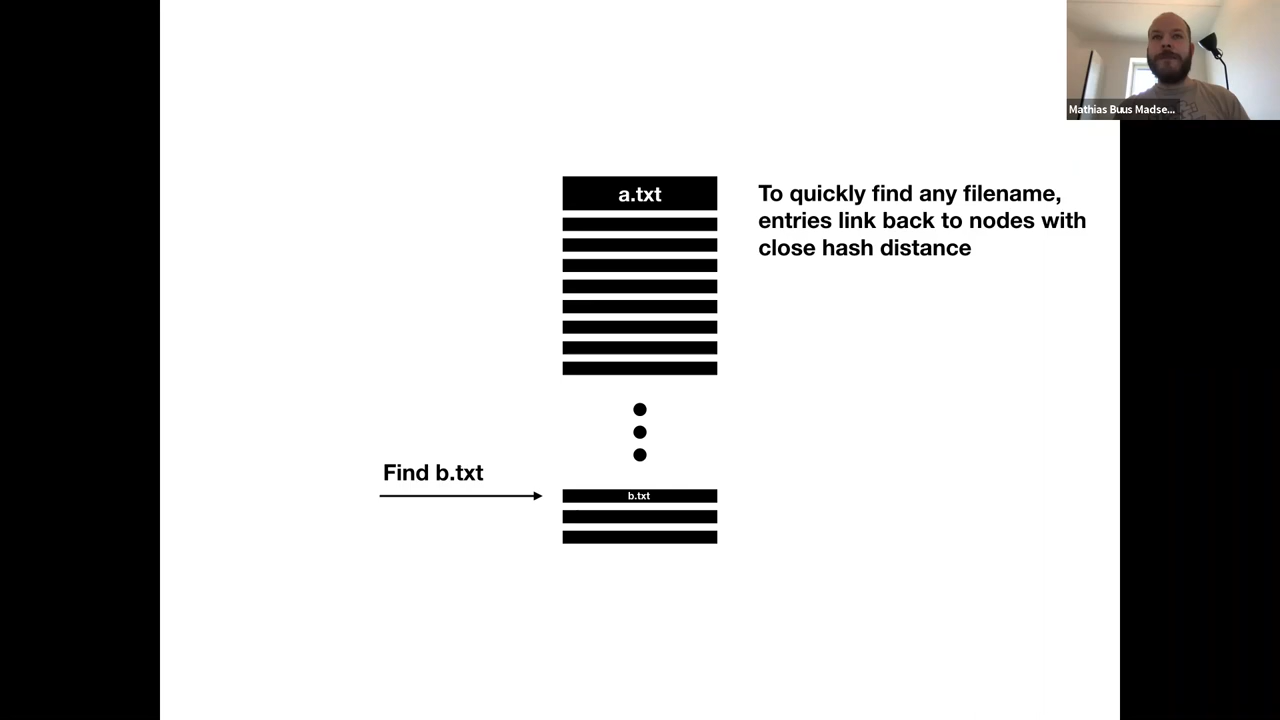 Mathias Buus Madse...
a.txt
To quickly find any filename,
entries link back to nodes with
close hash distance
Find b.txt
b.txt